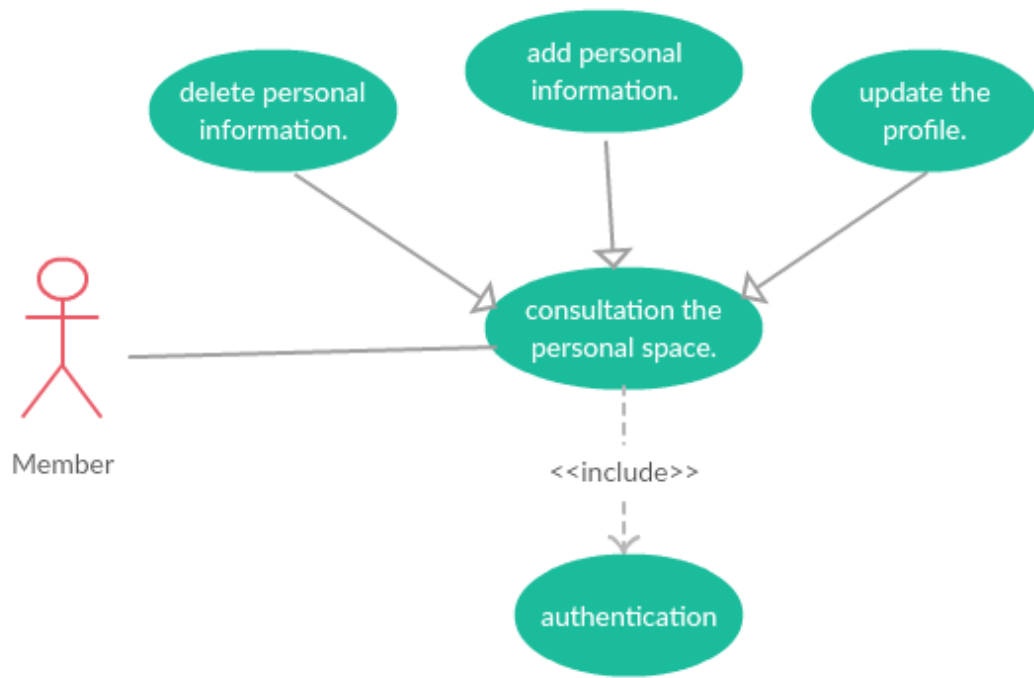 add personal
information.
delete personal
information.
update the
profile.
consultation the
personal space.
Member
<<include>>
authentication